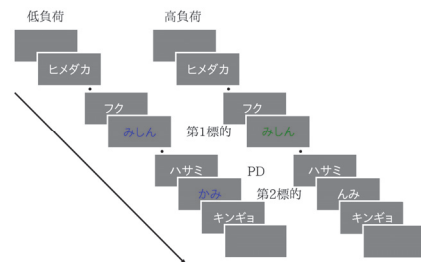 低負荷 高負荷
ヒメダカ ヒメダカ
フク フク
みしん 第1標的 みしん
ハサミ PD ハサミ
かみ 第2標的 んみ
キンギョ キンギョ